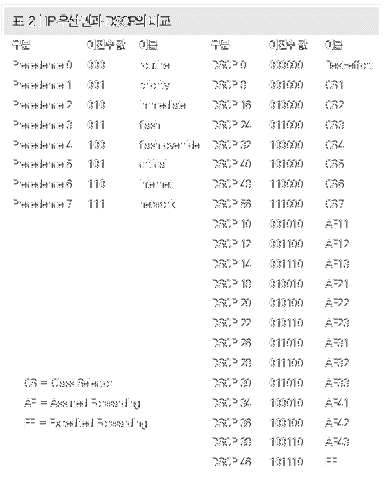 표 2 | IP 우선권과 DSCP의 비교
구분 이진수 값 이름 구분 이진수 값 이름
Precedence 0 000 routine DSCP 0 000000 Best-effort
Precedence 1 001 priority DSCP 8 001000 CS1
Precedence 2 010 immediate DSCP 16 010000 CS2
Precedence 3 011 flash DSCP 24 011000 CS3
Precedence 4 100 flash override DSCP 32 100000 CS4
Precedence 5 101 critical DSCP 40 101000 CS5
Precedence 6 110 internet DSCP 48 110000 CS6
Precedence 7 111 network DSCP 56 111000 CS7
DSCP 10 001010 AF11
DSCP 12 001100 AF12
DSCP 14 001110 AF13
DSCP 18 010010 AF21
DSCP 20 010100 AF22
DSCP 22 010110 AF23
DSCP 26 011010 AF31
DSCP 28 011100 AF32
CS = Class Selector DSCP 30 AF33
AF = Assured Forwarding DSCP 34 AF41
EF = Expedited Forwarding DSCP 36 100100 AF42
DSCP 38 100110 AF43
DSCP 46 101110 EF